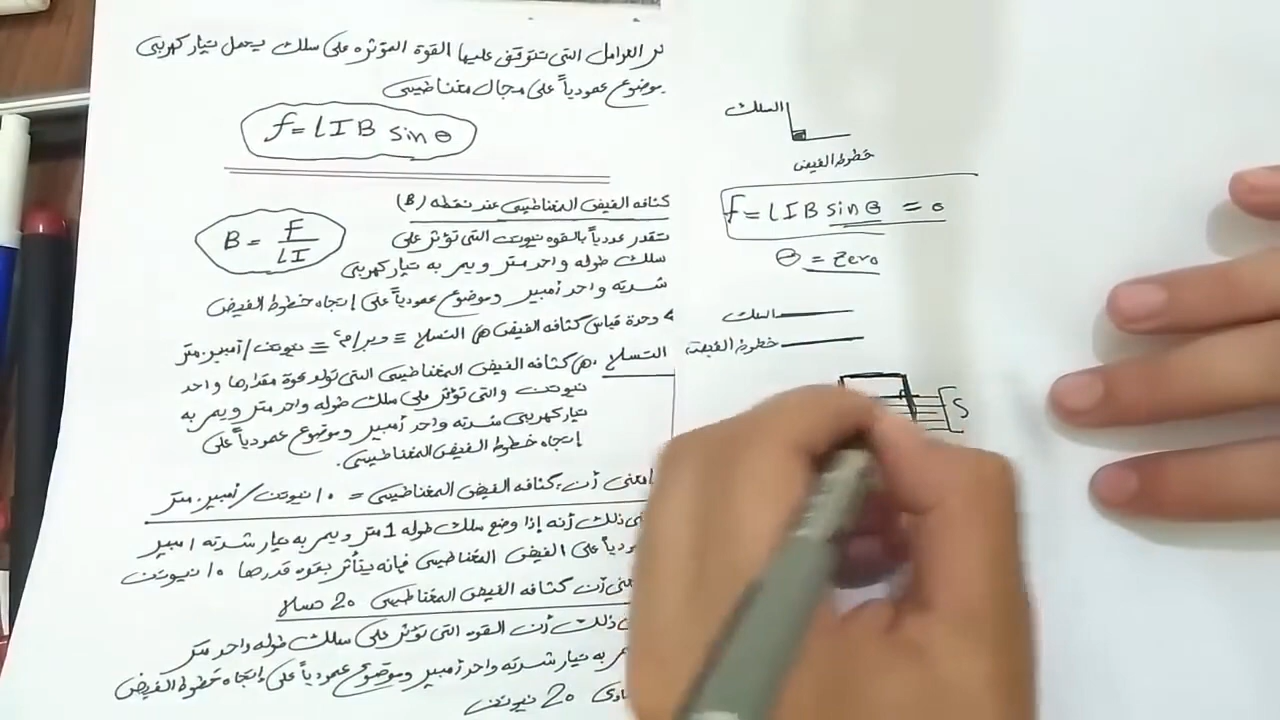 العوامل التى تتوقف عليها القوة المؤثره على سلك يحمل تيار كهربى
موضوع عمودياً على مجال مغناطيسى
f = LIB sin θ
كثافه الفيض المغناطيسى عند نقطه (B)
B = F / LI
تتقدر عددياً بالقوه نيوتن التى تؤثر على
سلك طوله واحد متر ويمر به تيار كهربى
شدته واحد أمبير وموضوع عمودياً على إتجاه خطوط الفيض
وحدة قياس كثافه الفيض هى التسلا ≡ وبر/م² ≡ نيوتن/أمبير.متر
التسلا هى كثافه الفيض المغناطيسى التى تولد قوة مقدارها واحد
نيوتن والتى تؤثر على سلك طوله واحد متر ويمر به
تيار كهربى شدته واحد أمبير وموضوع عمودياً على
إتجاه خطوط الفيض المغناطيسى.
معنى أن كثافه الفيض المغناطيسى = ١٠ نيوتن/أمبير.متر
ذلك أنه إذا وضع سلك طوله 1 متر ويمر به تيار شدته ١ امبير
على الفيض المغناطيسى فإنه يتأثر بقوه قدرها ١٠ نيوتن
أن كثافه الفيض المغناطيسى 20 تسلا
ذلك أن القوه التى تؤثر على سلك طوله واحد متر
به تيار شدته واحد أمبير وموضوع عمودياً على إتجاه خطوط الفيض
20 نيوتن
السلك
خطوط الفيض
f = LIB sin θ = 0
θ = Zero
السلك
خطوط الفيض
S